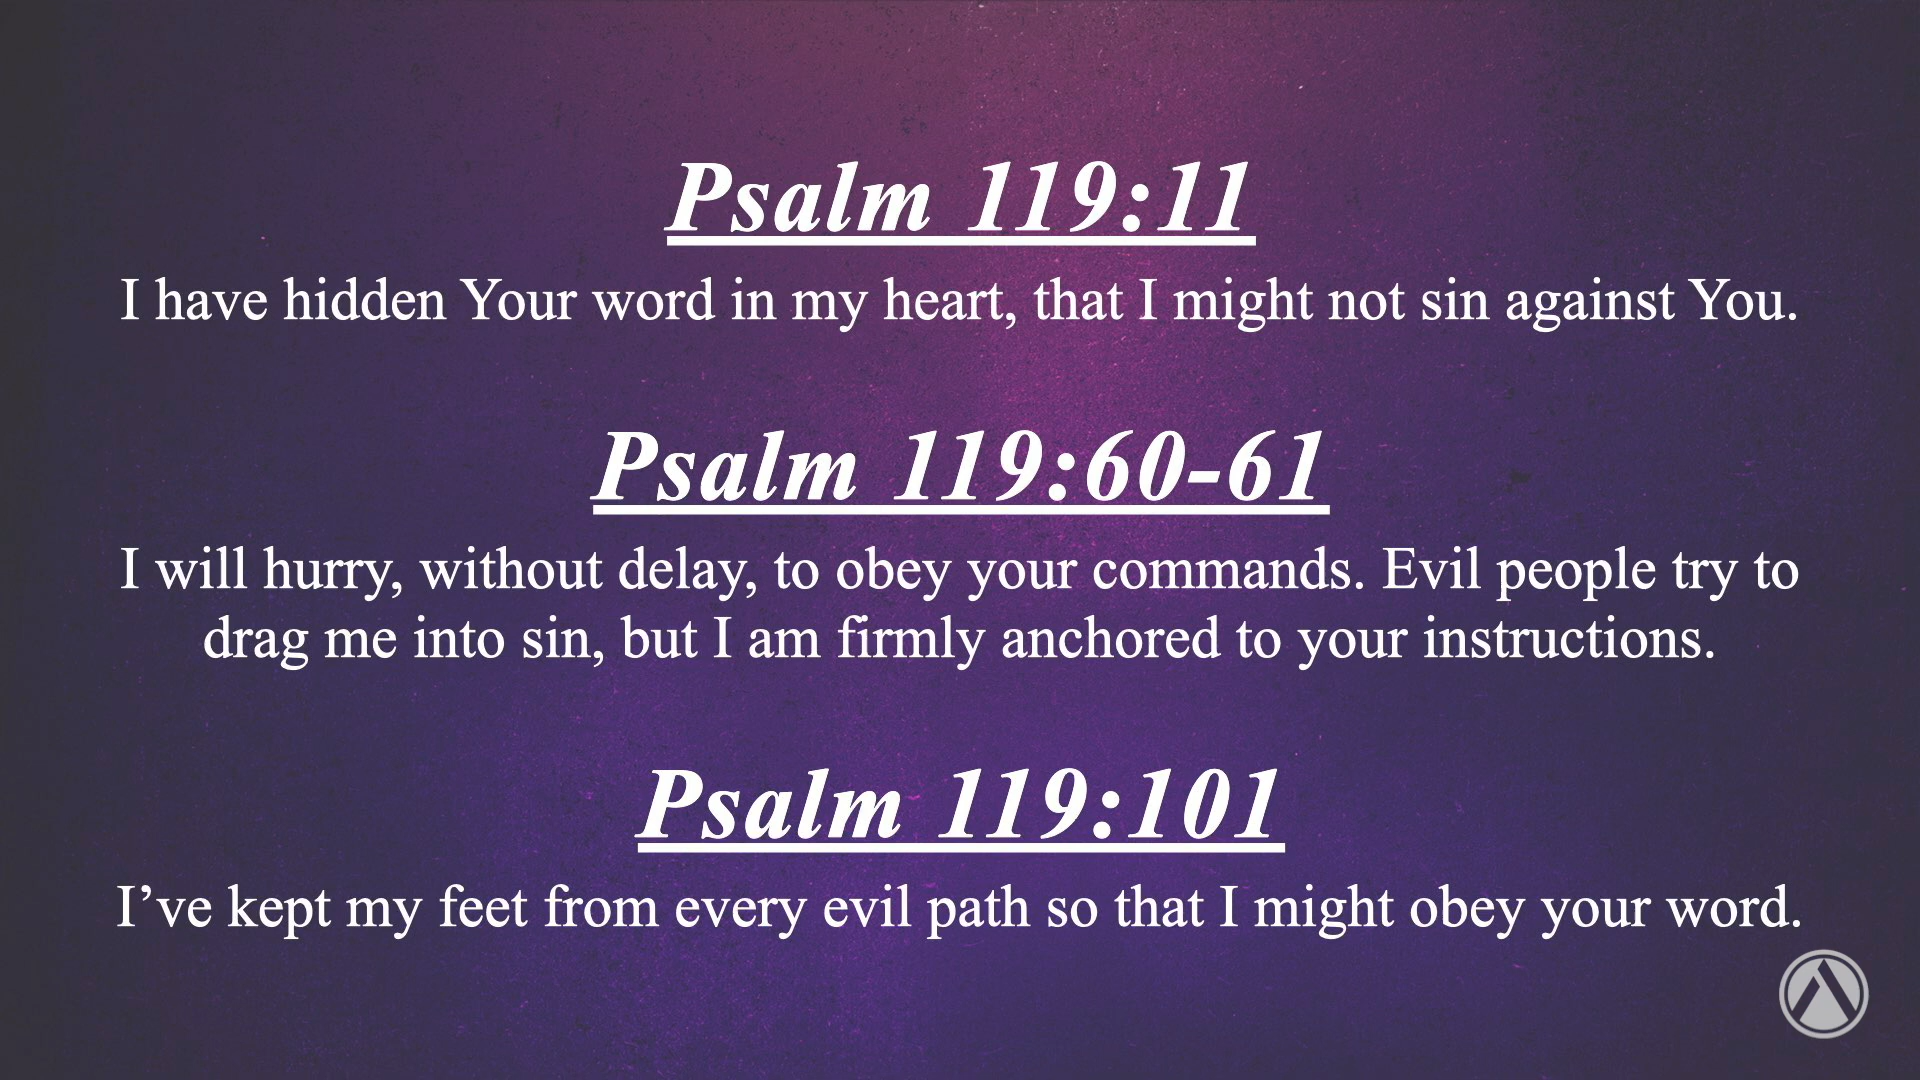 Psalm 119:11
I have hidden Your word in my heart, that I might not sin against You.
Psalm 119:60-61
I will hurry, without delay, to obey your commands. Evil people try to
drag me into sin, but I am firmly anchored to your instructions.
Psalm 119:101
I’ve kept my feet from every evil path so that I might obey your word.